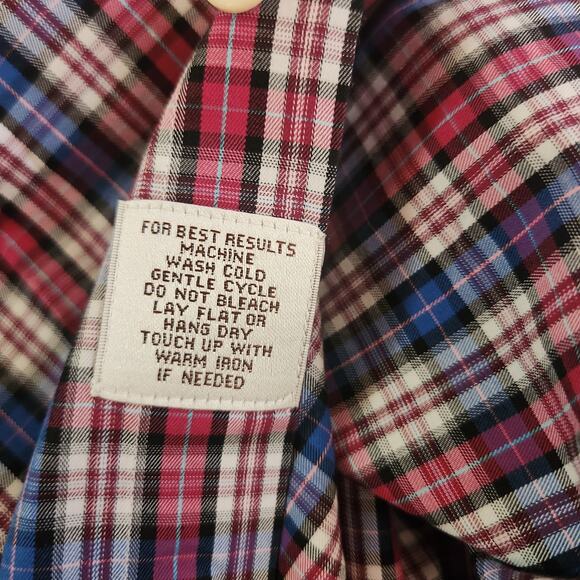 FOR BEST RESULTS
MACHINE
WASH COLD
GENTLE CYCLE
DO NOT BLEACH
LAY FLAT OR
HANG DRY
TOUCH UP WITH
WARM IRON
IF NEEDED